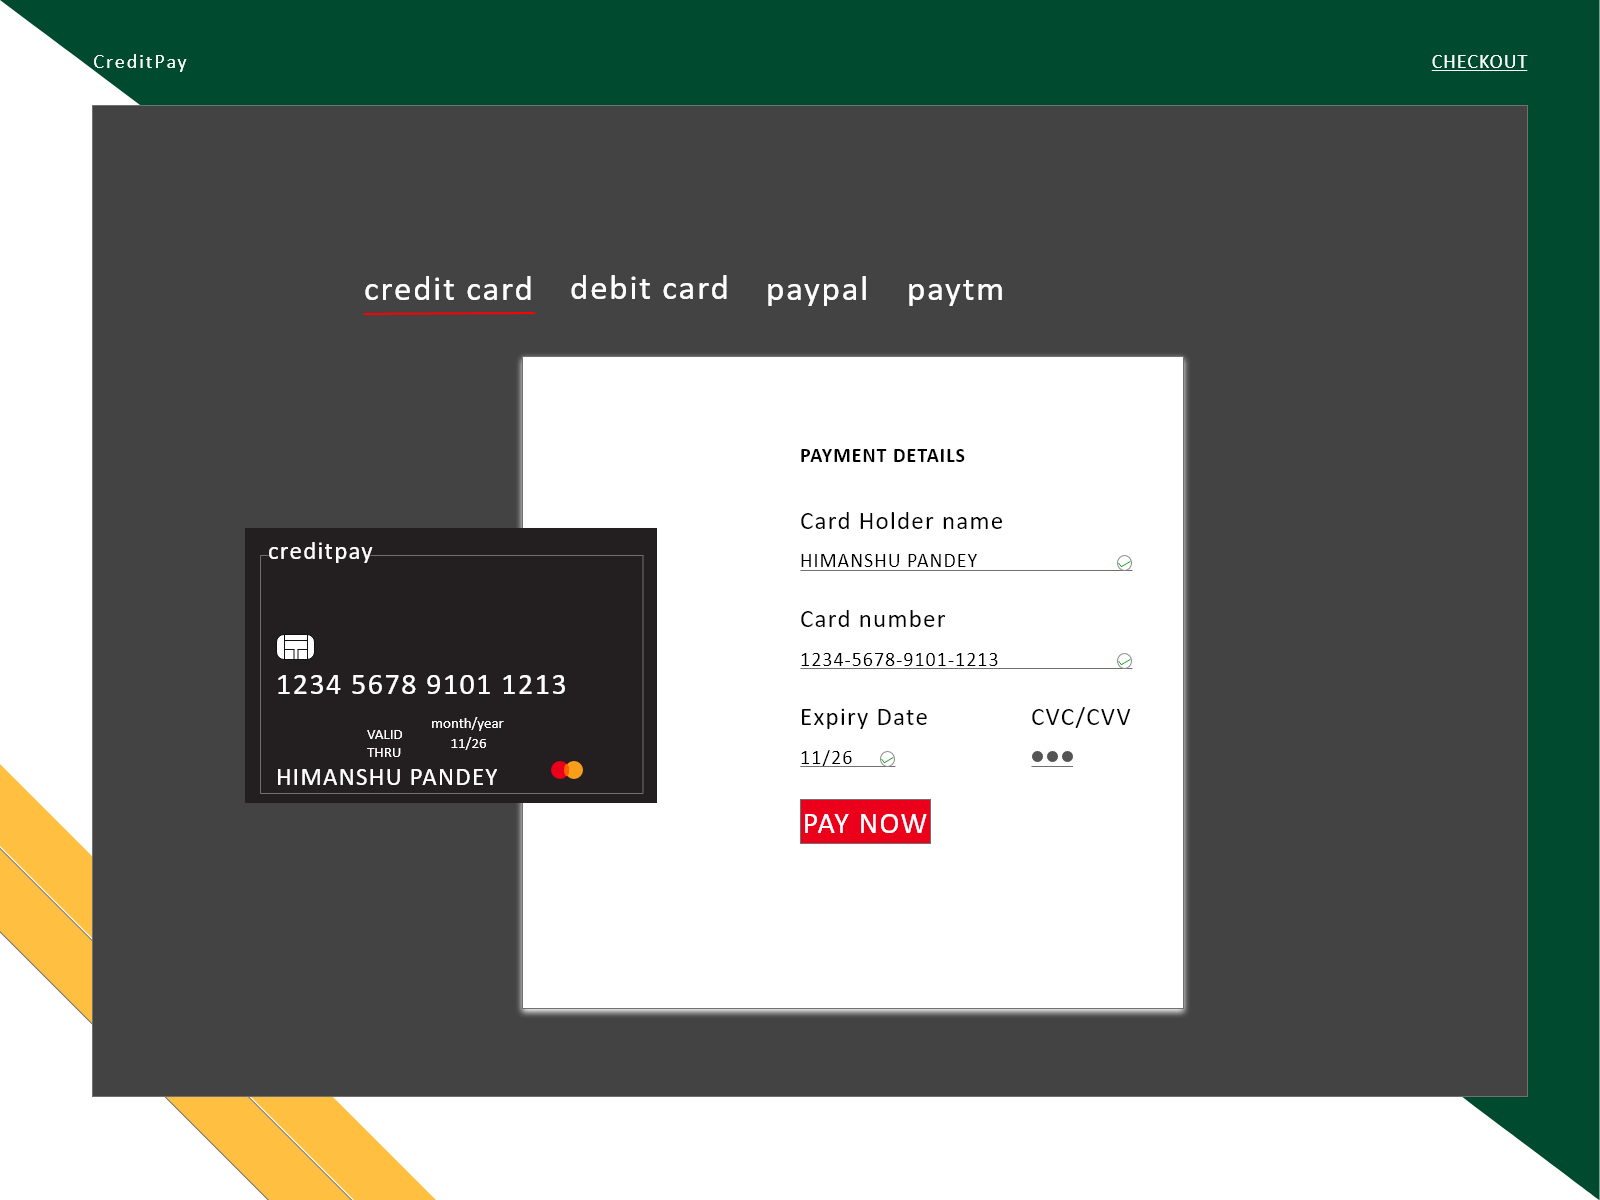 CreditPay
CHECKOUT
credit card debit card paypal paytm
PAYMENT DETAILS
Card Holder name
HIMANSHU PANDEY
Card number
1234-5678-9101-1213
Expiry Date CVC/CVV
11/26
PAY NOW
creditpay
1234 5678 9101 1213
VALID
THRU
month/year
11/26
HIMANSHU PANDEY